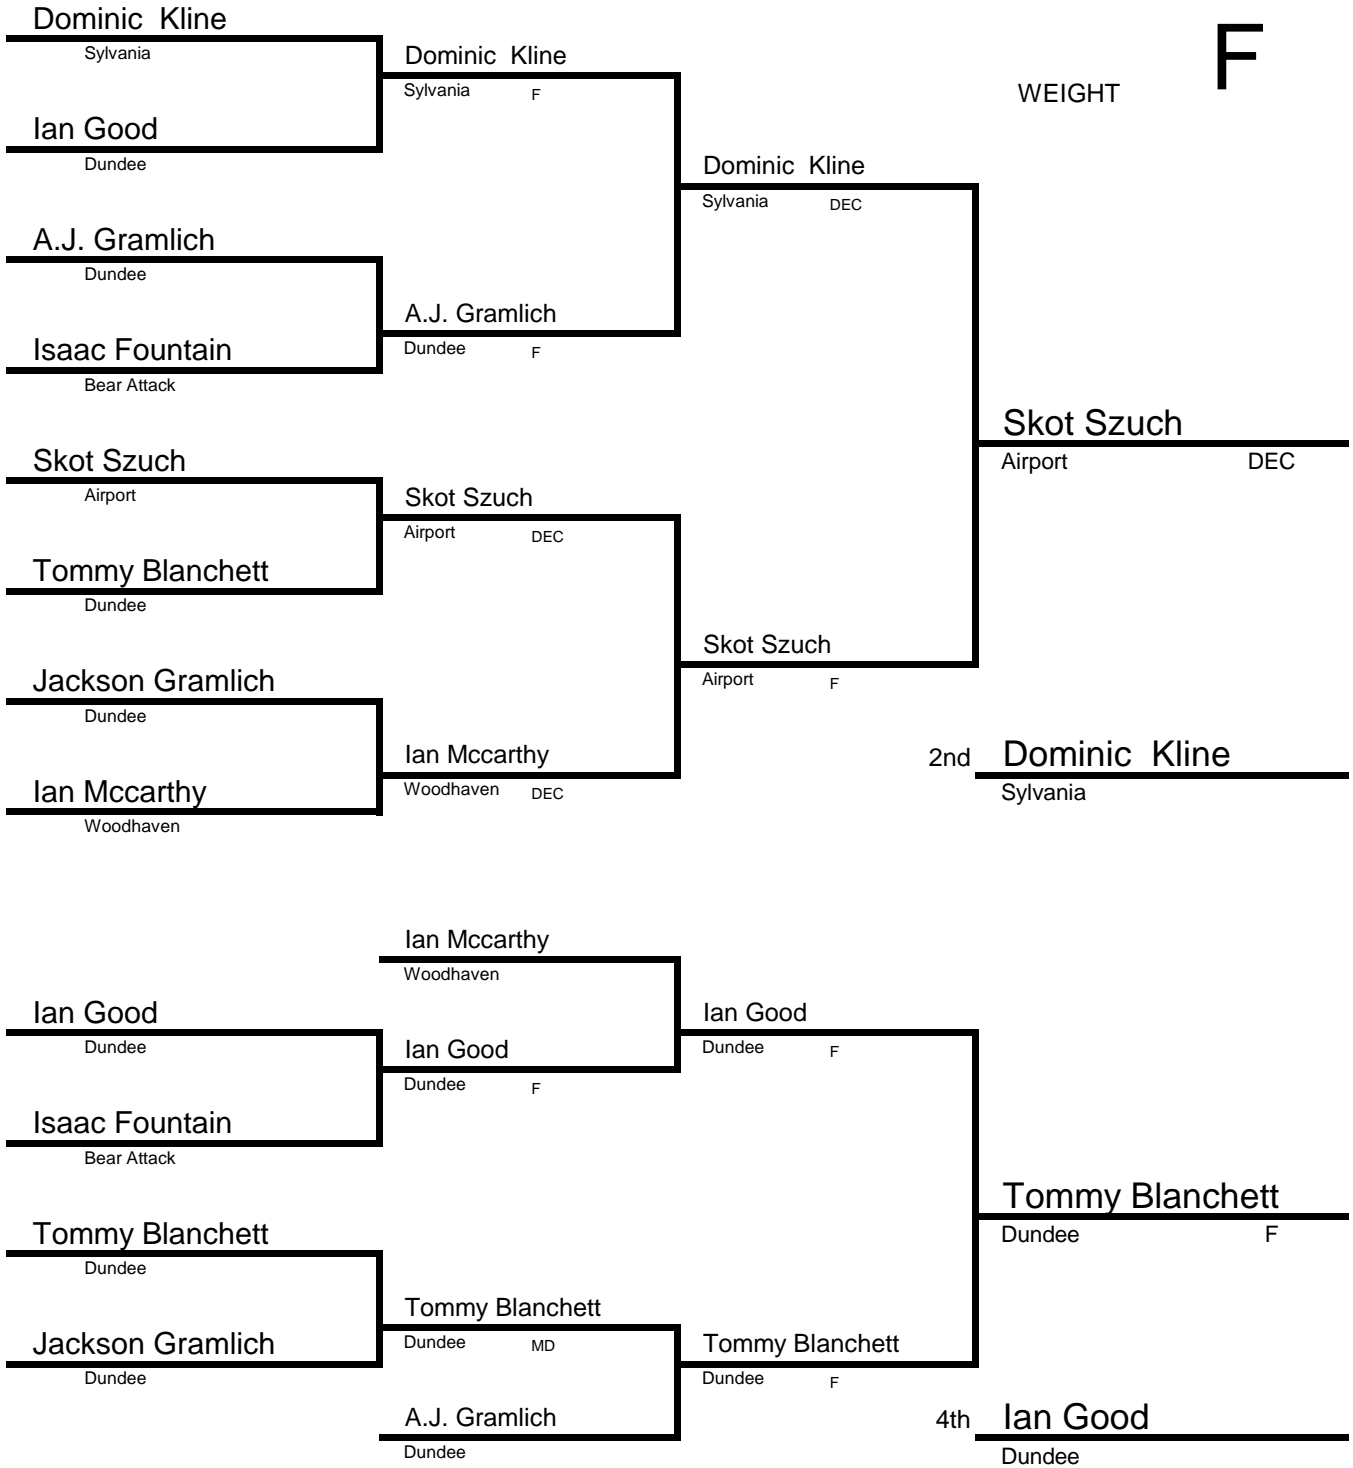 Dominic Kline
Sylvania
Ian Good
Dundee
A.J. Gramlich
Dundee
Isaac Fountain
Bear Attack
Skot Szuch
Airport
Tommy Blanchett
Dundee
Jackson Gramlich
Dundee
Ian Mccarthy
Woodhaven
Dominic Kline
Sylvania F
A.J. Gramlich
Dundee F
Skot Szuch
Airport DEC
Ian Mccarthy
Woodhaven DEC
Dominic Kline
Sylvania DEC
Skot Szuch
Airport F
WEIGHT F
Skot Szuch
Airport DEC
2nd Dominic Kline
Sylvania
Ian Good
Dundee
Isaac Fountain
Bear Attack
Tommy Blanchett
Dundee
Jackson Gramlich
Dundee
Ian Mccarthy
Woodhaven
Ian Good
Dundee F
Tommy Blanchett
Dundee MD
A.J. Gramlich
Dundee
Ian Good
Dundee F
Tommy Blanchett
Dundee F
Tommy Blanchett
Dundee F
4th Ian Good
Dundee